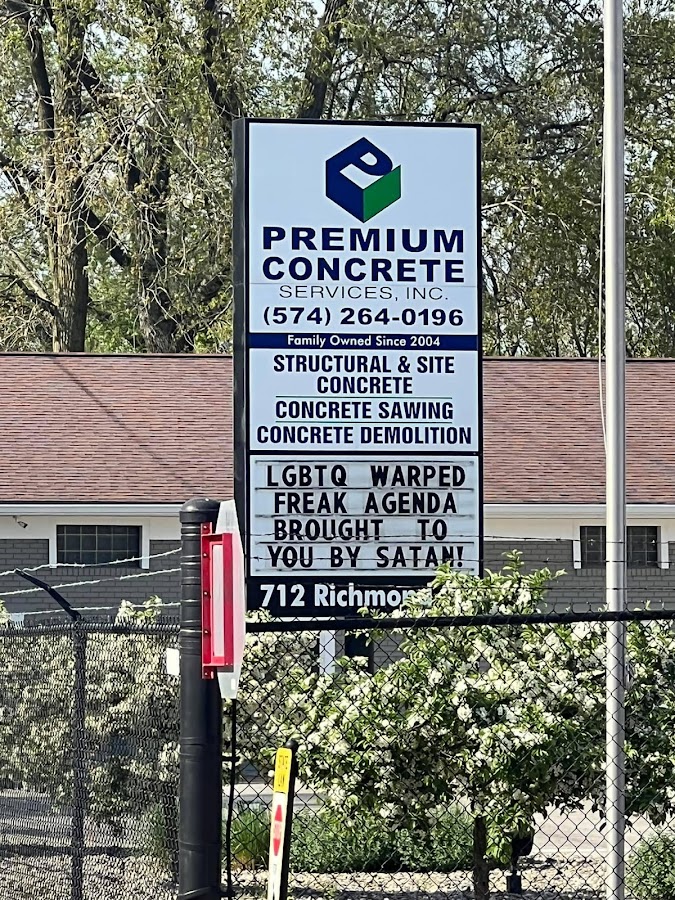 PREMIUM
CONCRETE
SERVICES, INC.
(574) 264-0196
Family Owned Since 2004
STRUCTURAL & SITE
CONCRETE
CONCRETE SAWING
CONCRETE DEMOLITION
LGBTQ WARPED
FREAK AGENDA
BROUGHT TO
YOU BY SATAN!
712